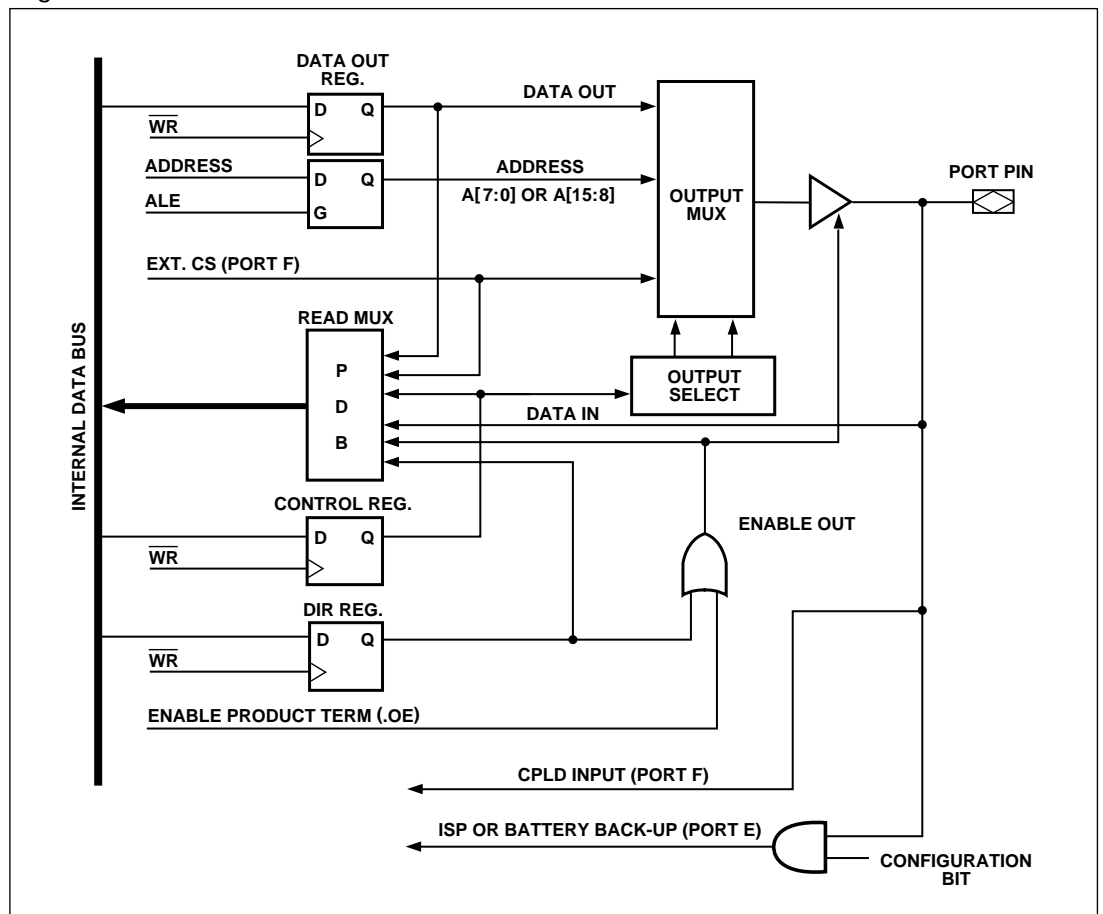 DATA OUT
REG.
D Q
WR
DATA OUT
ADDRESS
D Q
ALE
G
ADDRESS
A[7:0] OR A[15:8]
OUTPUT
MUX
PORT PIN
EXT. CS (PORT F)
READ MUX
P
D
B
OUTPUT
SELECT
DATA IN
INTERNAL DATA BUS
CONTROL REG.
D Q
WR
ENABLE OUT
DIR REG.
D Q
WR
ENABLE PRODUCT TERM (.OE)
CPLD INPUT (PORT F)
ISP OR BATTERY BACK-UP (PORT E)
CONFIGURATION
BIT